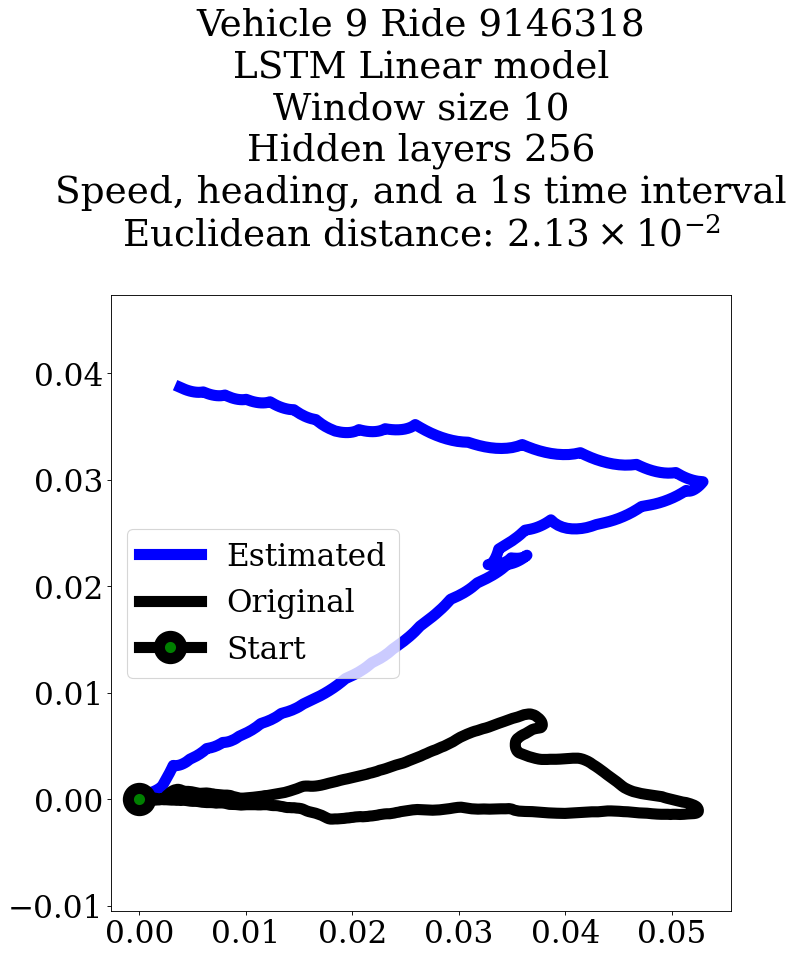 Vehicle 9 Ride 9146318
LSTM Linear model
Window size 10
Hidden layers 256
Speed, heading, and a 1s time interval
Euclidean distance: 2.13 × 10⁻²
0.04
0.03
0.02
0.01
0.00
−0.01
Estimated
Original
Start
0.00 0.01 0.02 0.03 0.04 0.05